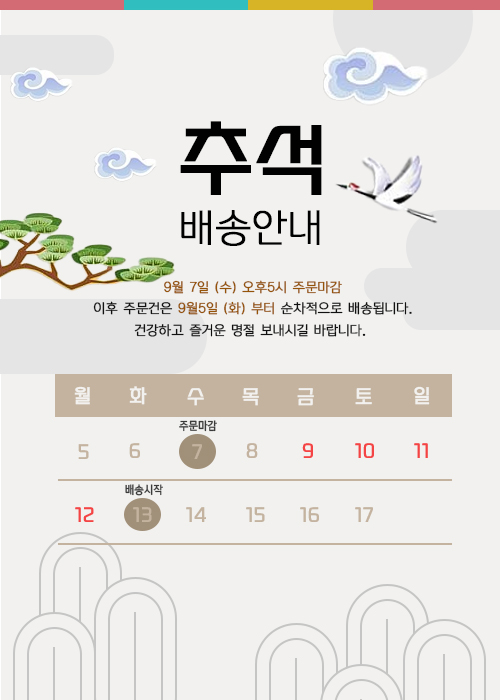 추석
배송안내
9월 7일 (수) 오후5시 주문마감
이후 주문건은 9월5일 (화) 부터 순차적으로 배송됩니다.
건강하고 즐거운 명절 보내시길 바랍니다.
월 화 수 목 금 토 일
주문마감
5 6 7 8 9 10 11
배송시작
12 13 14 15 16 17